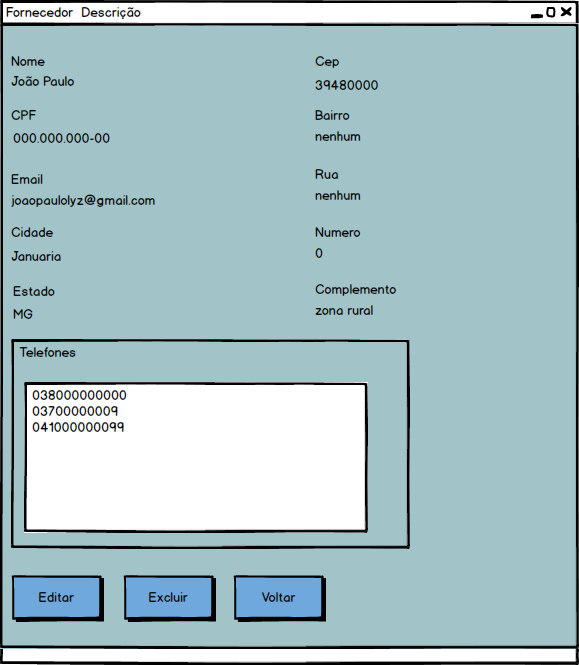 Fornecedor Descrição
Nome
João Paulo
CPF
000.000.000-00
Email
joaopaulolyz@gmail.com
Cidade
Januaria
Estado
MG
Cep
39480000
Bairro
nenhum
Rua
nenhum
Numero
0
Complemento
zona rural
Telefones
038000000000
03700000009
041000000099
Editar
Excluir
Voltar